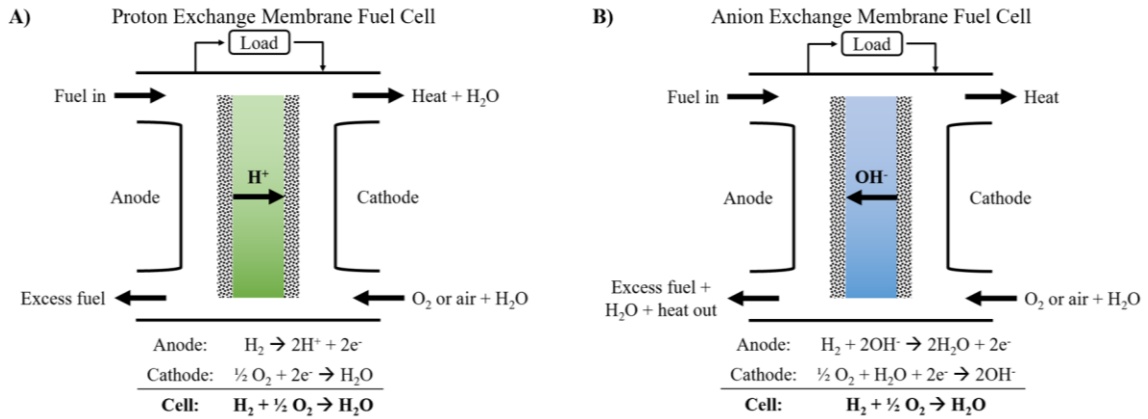 A)
Proton Exchange Membrane Fuel Cell
Load
Fuel in
Heat + H₂O
H⁺
Anode
Cathode
Excess fuel
O₂ or air + H₂O
Anode: H₂ → 2H⁺ + 2e⁻
Cathode: ½ O₂ + 2e⁻ → H₂O
Cell: H₂ + ½ O₂ → H₂O
B)
Anion Exchange Membrane Fuel Cell
Load
Fuel in
Heat
OH⁻
Anode
Cathode
Excess fuel +
H₂O + heat out
O₂ or air + H₂O
Anode: H₂ + 2OH⁻ → 2H₂O + 2e⁻
Cathode: ½ O₂ + H₂O + 2e⁻ → 2OH⁻
Cell: H₂ + ½ O₂ → H₂O